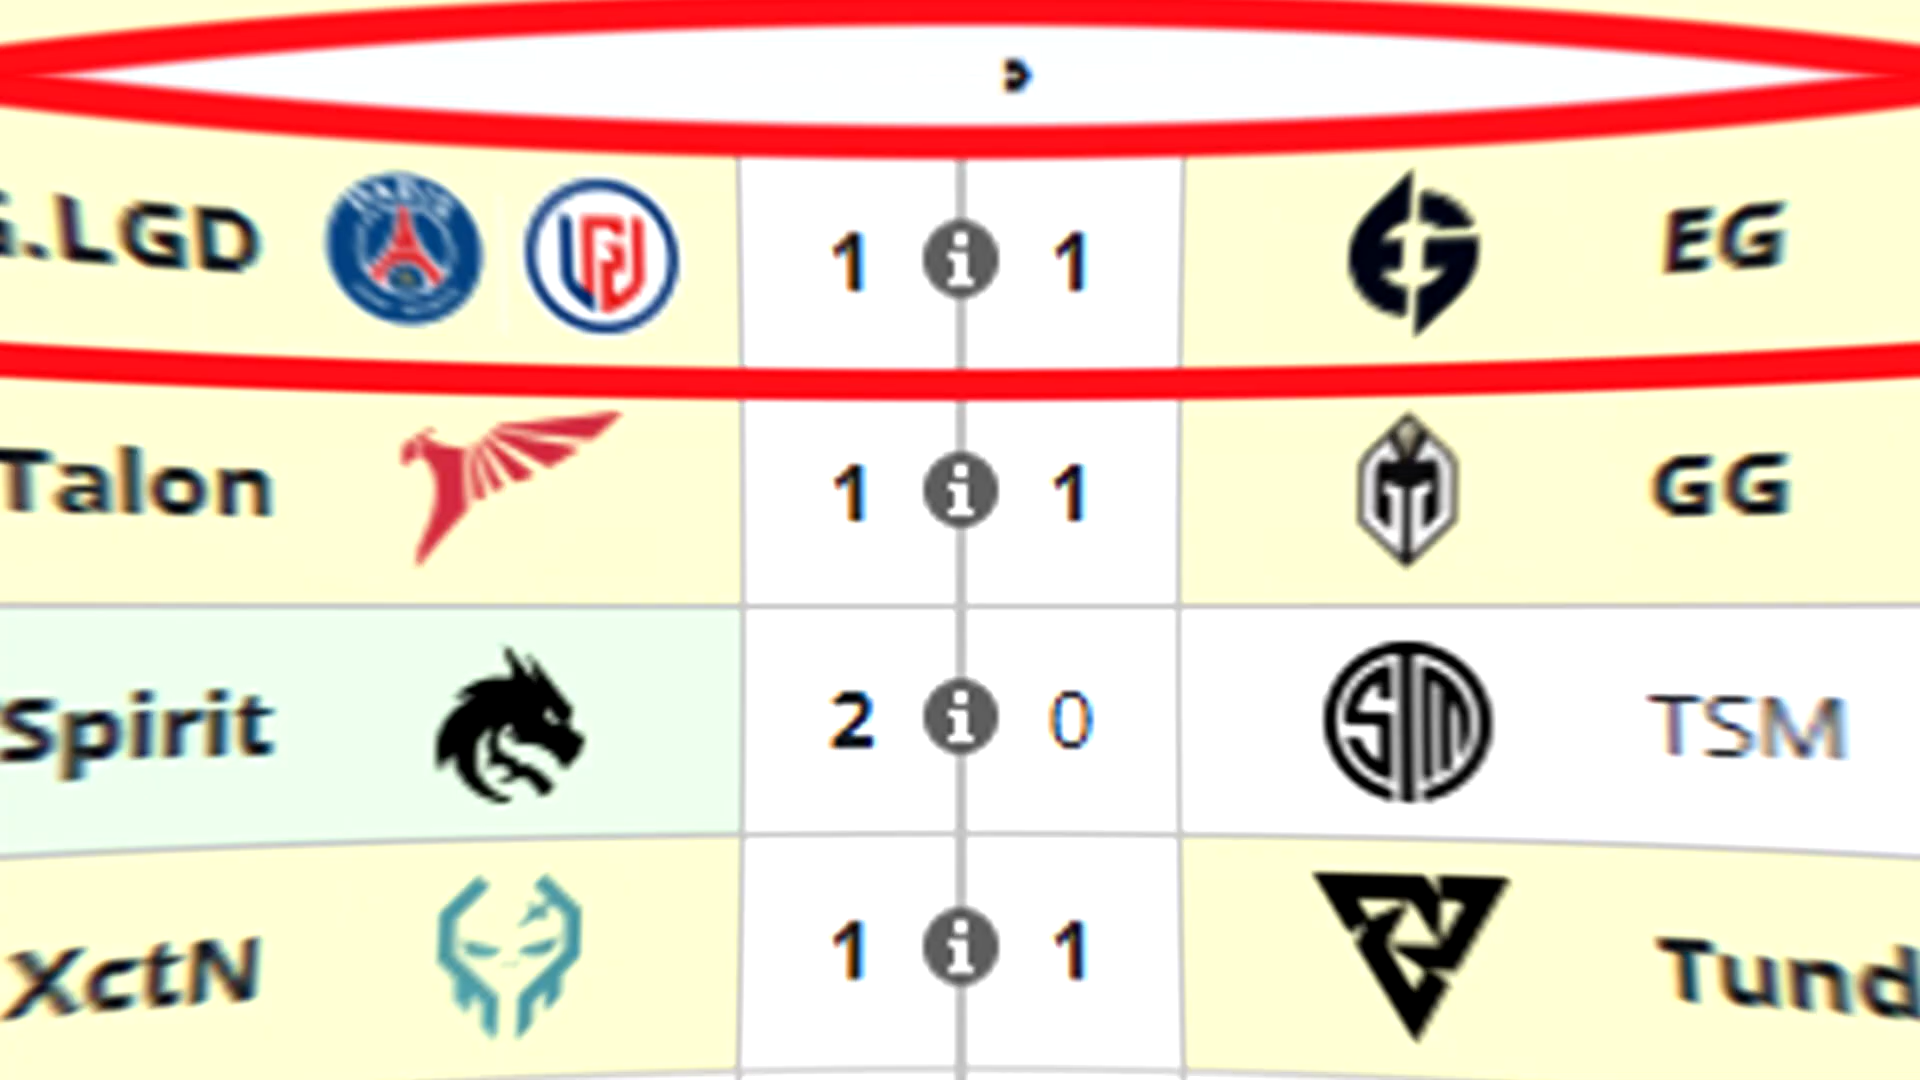 G.LGD 1 1 EG
Talon 1 1 GG
Spirit 2 0 TSM
XctN 1 1 Tund